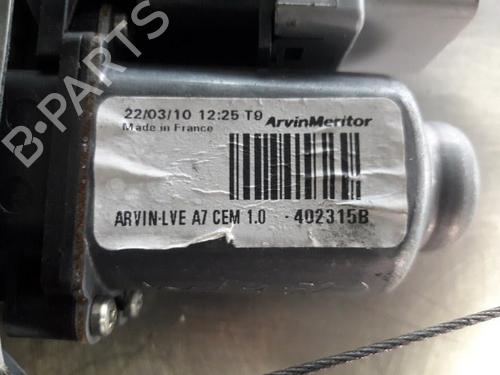 B-PARTS
22/03/10 12:25 T9 ArvinMeritor
Made in France
ARVIN-LVE A7 CEM 1.0 - 402315B